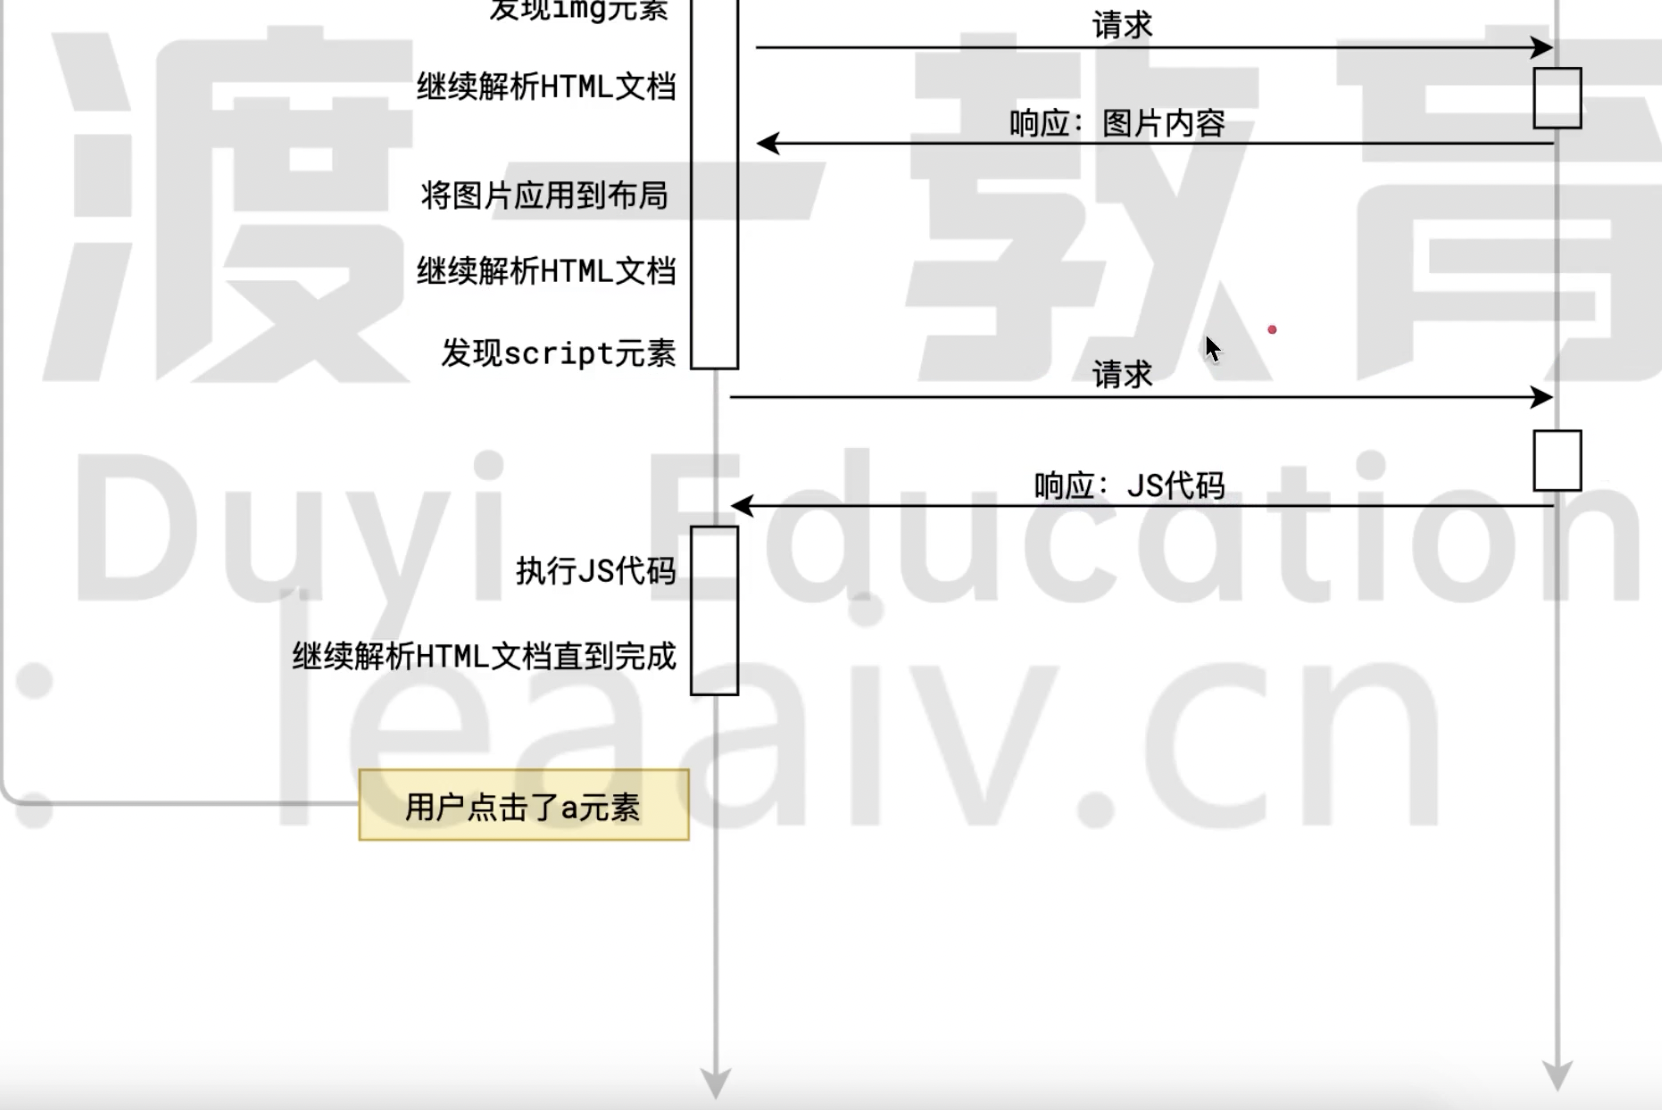 发现img元素
请求
继续解析HTML文档
响应：图片内容
将图片应用到布局
继续解析HTML文档
发现script元素
请求
响应：JS代码
执行JS代码
继续解析HTML文档直到完成
用户点击了a元素
渡一教育
Duyi Education
: leaaiv.cn